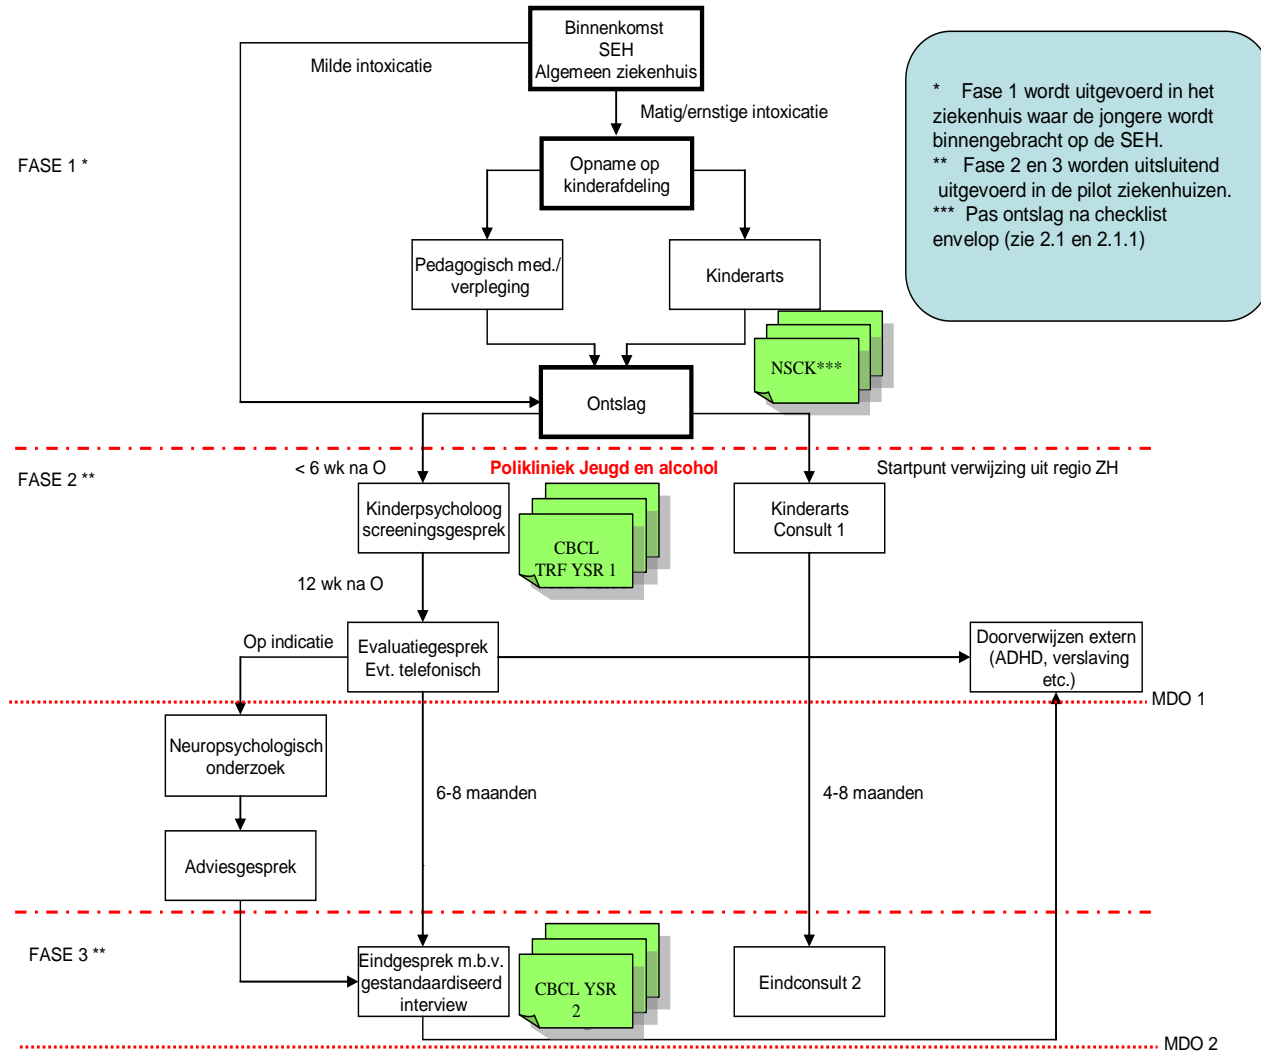 Binnenkomst
SEH
Algemeen ziekenhuis
Milde intoxicatie
Matig/ernstige intoxicatie
* Fase 1 wordt uitgevoerd in het
ziekenhuis waar de jongere wordt
binnengebracht op de SEH.
** Fase 2 en 3 worden uitsluitend
uitgevoerd in de pilot ziekenhuizen.
*** Pas ontslag na checklist
envelop (zie 2.1 en 2.1.1)
FASE 1 *
Opname op
kinderafdeling
Pedagogisch med./
verpleging
Kinderarts
NSCK***
Ontslag
FASE 2 **
< 6 wk na O
Polikliniek Jeugd en alcohol
Startpunt verwijzing uit regio ZH
Kinderpsycholoog
screeningsgesprek
CBCL
TRF YSR 1
Kinderarts
Consult 1
12 wk na O
Op indicatie
Evaluatiegesprek
Evt. telefonisch
Doorverwijzen extern
(ADHD, verslaving
etc.)
MDO 1
Neuropsychologisch
onderzoek
6-8 maanden
4-8 maanden
Adviesgesprek
FASE 3 **
Eindgesprek m.b.v.
gestandaardiseerd
interview
CBCL YSR
2
Eindconsult 2
MDO 2